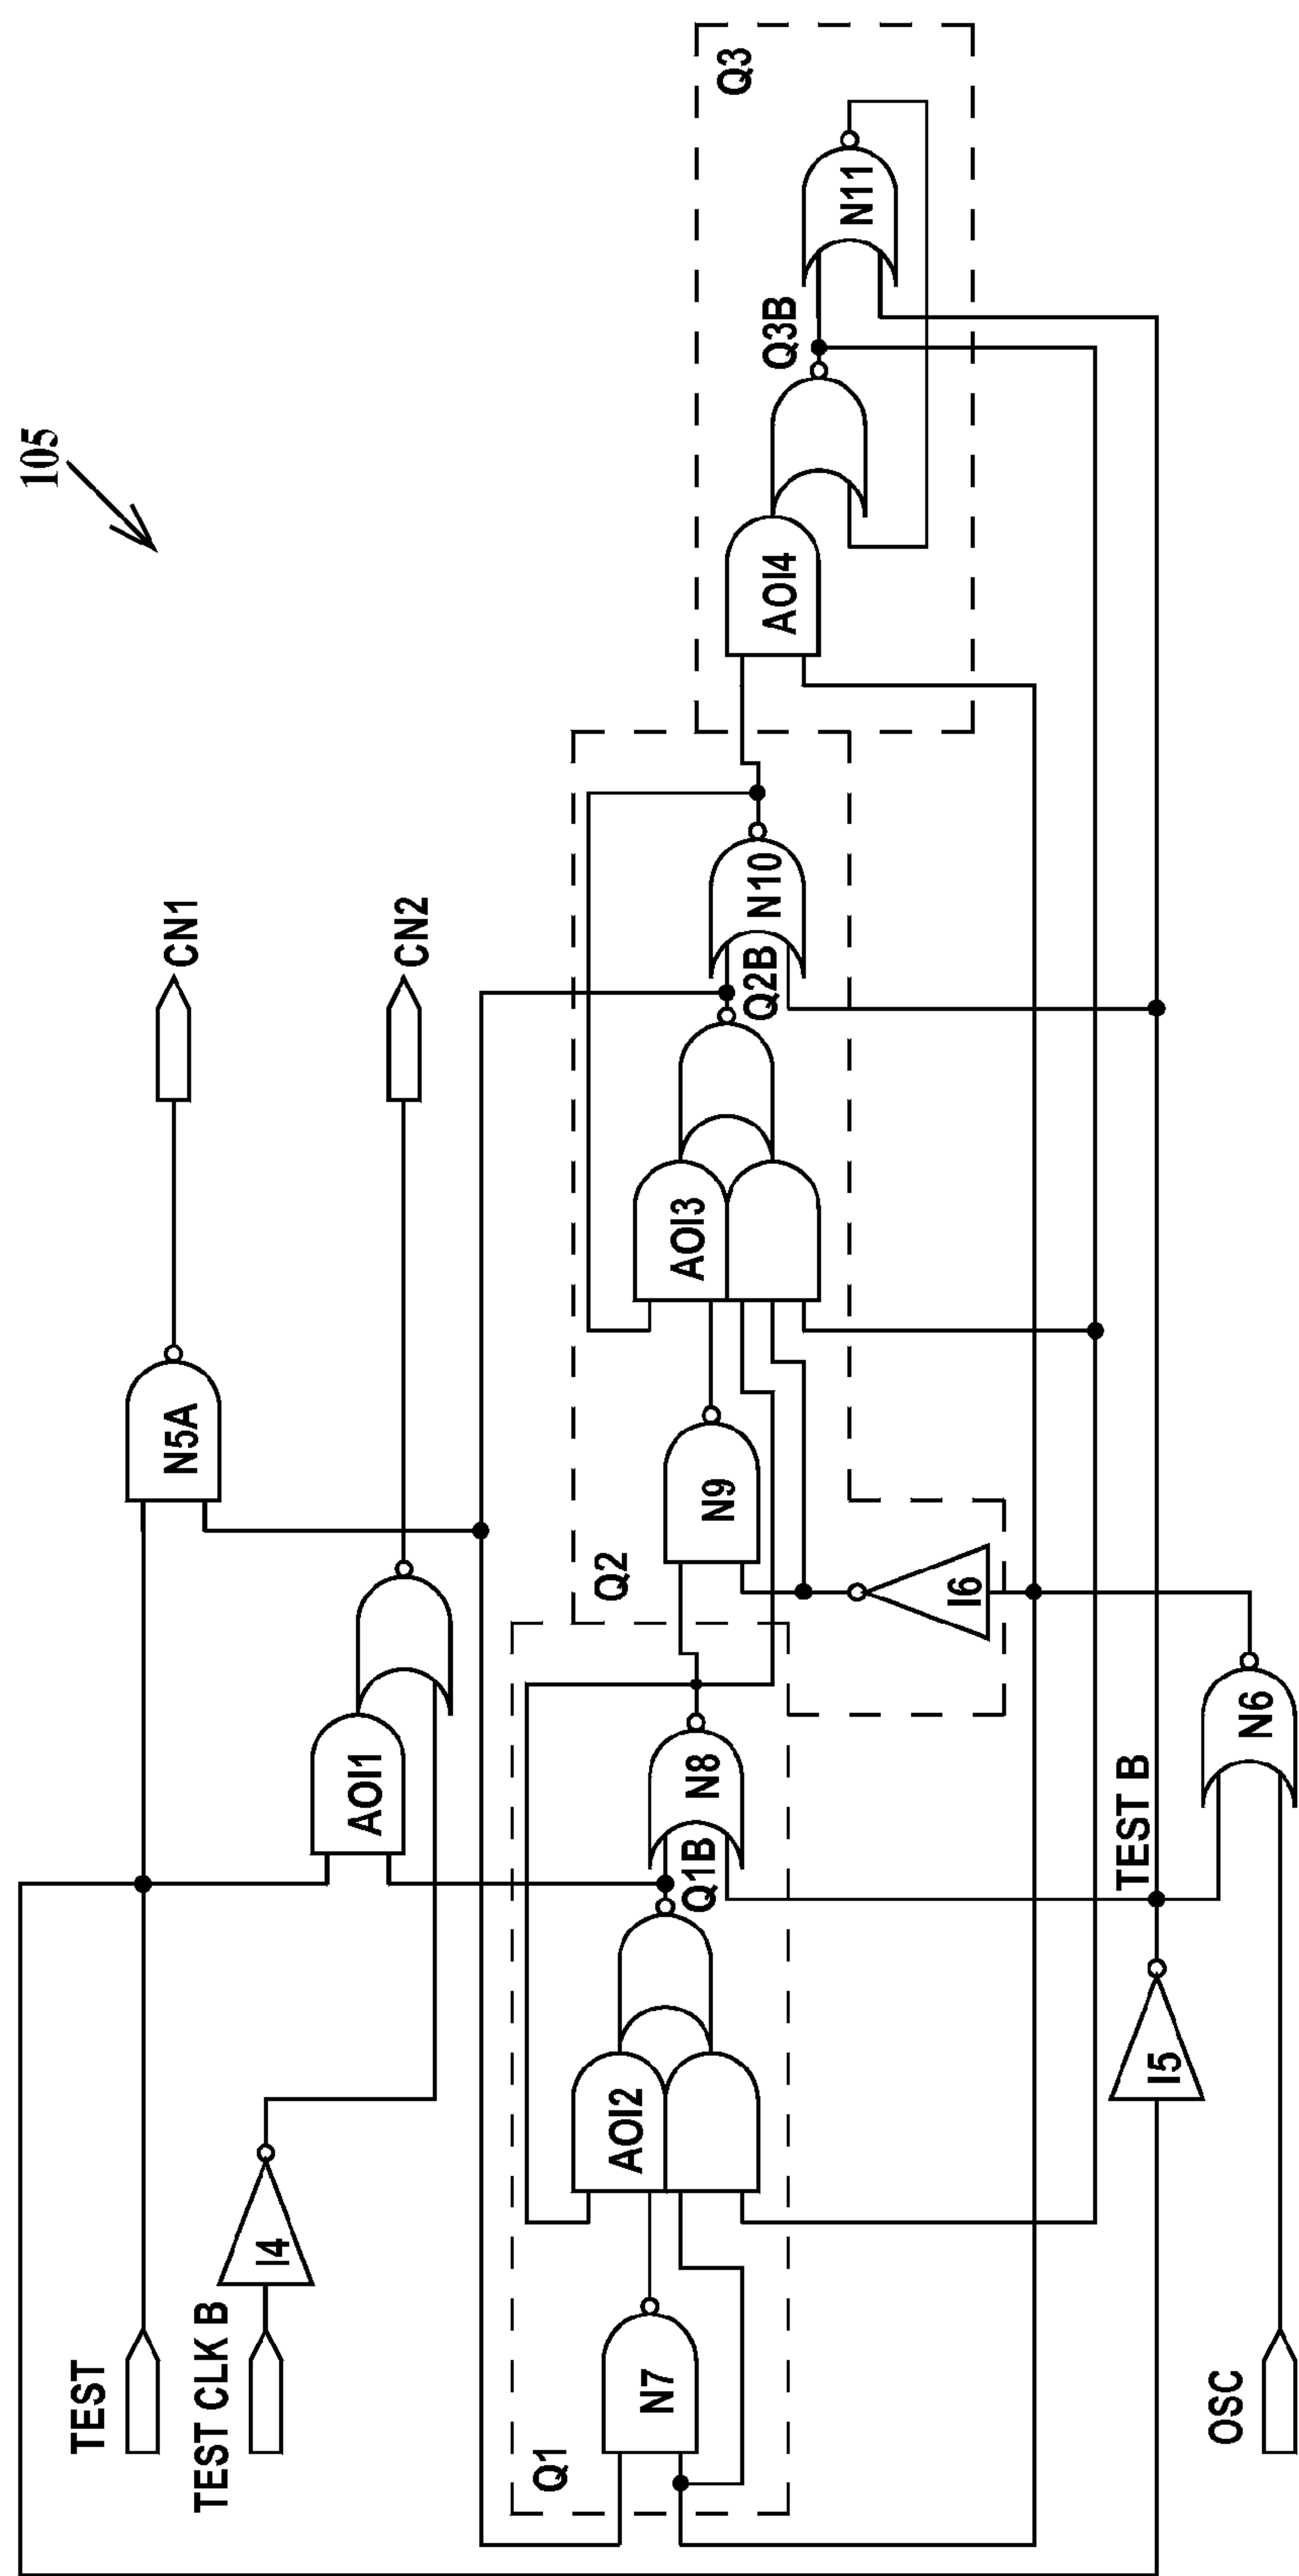 105
TEST
TEST CLK B
I4
AOI1
N5A
CN1
CN2
Q1
N7
AOI2
Q1B
N8
Q2
N9
I6
AOI3
Q2B
N10
AOI4
Q3B
N11
Q3
TEST B
I5
N6
OSC